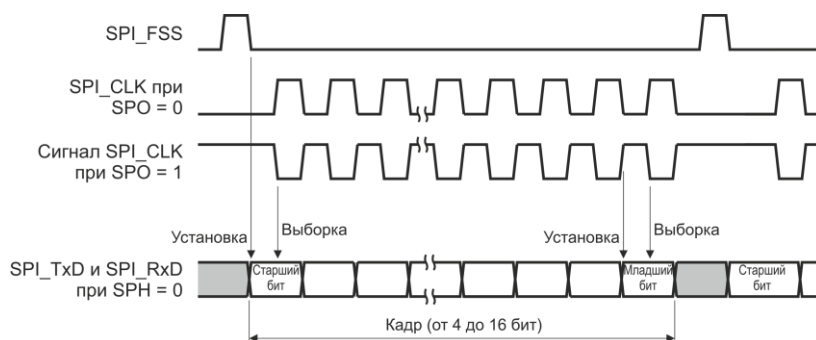 SPI_FSS
SPI_CLK при
SPO = 0
Сигнал SPI_CLK
при SPO = 1
Установка
Выборка
Установка
Выборка
SPI_TxD и SPI_RxD
при SPH = 0
Старший
бит
Младший
бит
Старший
бит
Кадр (от 4 до 16 бит)